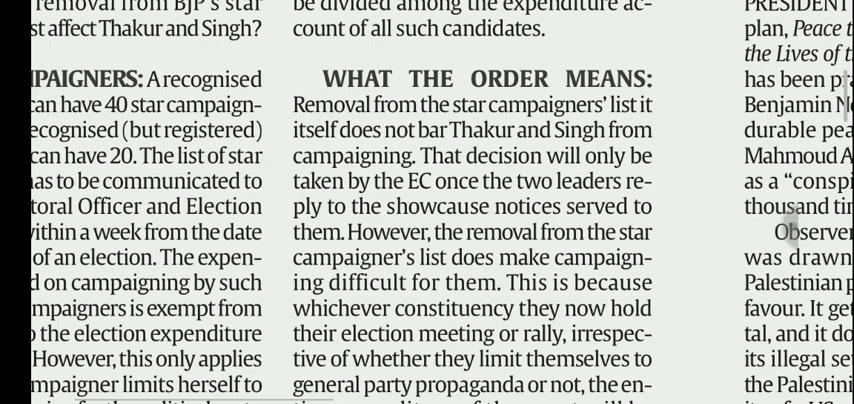 removal from BJP's star
st affect Thakur and Singh?
MPAIGNERS: A recognised
can have 40 star campaign-
ecognised (but registered)
can have 20. The list of star
has to be communicated to
toral Officer and Election
within a week from the date
of an election. The expen-
d on campaigning by such
mpaigners is exempt from
o the election expenditure
However, this only applies
mpaigner limits herself to
be divided among the expenditure ac-
count of all such candidates.
WHAT THE ORDER MEANS:
Removal from the star campaigners' list it
itself does not bar Thakur and Singh from
campaigning. That decision will only be
taken by the EC once the two leaders re-
ply to the showcause notices served to
them. However, the removal from the star
campaigner's list does make campaign-
ing difficult for them. This is because
whichever constituency they now hold
their election meeting or rally, irrespec-
tive of whether they limit themselves to
general party propaganda or not, the en-
PRESIDENT
plan, Peace t
the Lives of t
has been pra
Benjamin N
durable pea
Mahmoud A
as a “conspi
thousand tin
Observer
was drawn
Palestinian p
favour. It get
tal, and it do
its illegal set
the Palestini